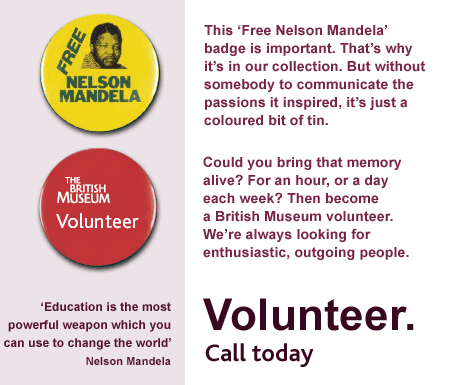 FREE
NELSON
MANDELA
THE
BRITISH
MUSEUM
Volunteer
‘Education is the most
powerful weapon which you
can use to change the world’
Nelson Mandela
This ‘Free Nelson Mandela’
badge is important. That’s why
it’s in our collection. But without
somebody to communicate the
passions it inspired, it’s just a
coloured bit of tin.
Could you bring that memory
alive? For an hour, or a day
each week? Then become
a British Museum volunteer.
We’re always looking for
enthusiastic, outgoing people.
Volunteer.
Call today